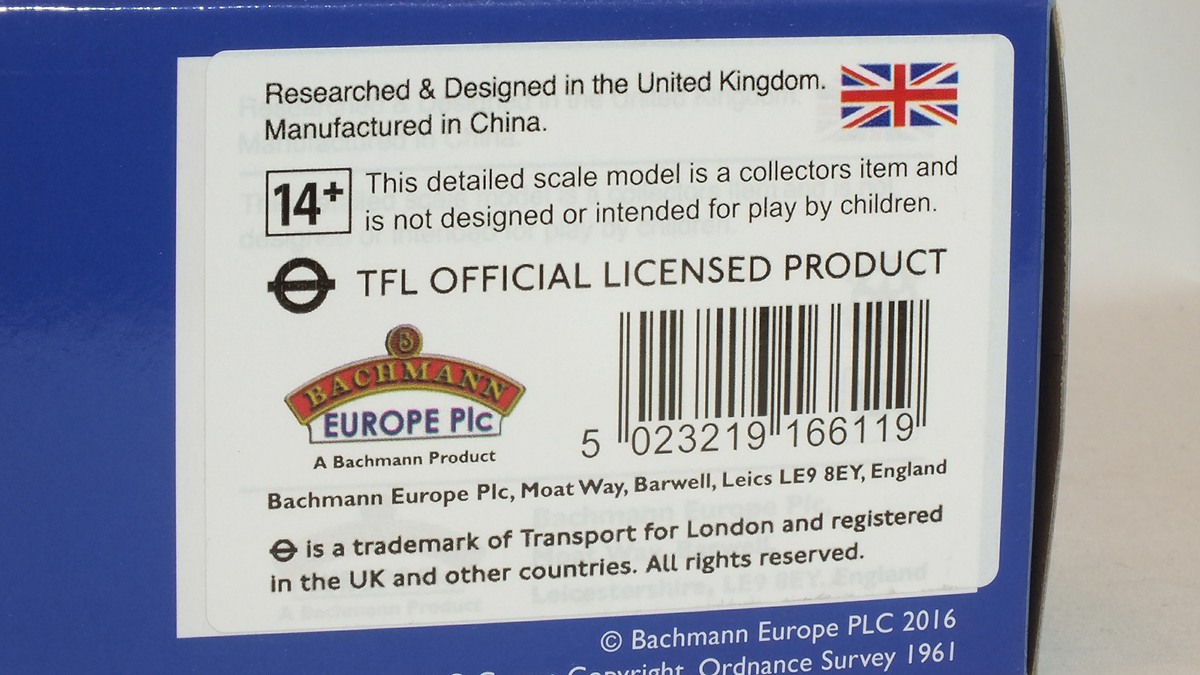 Researched & Designed in the United Kingdom.
Manufactured in China.
14+
This detailed scale model is a collectors item and
is not designed or intended for play by children.
TFL OFFICIAL LICENSED PRODUCT
B
BACHMANN
EUROPE Plc
A Bachmann Product
5 023219 166119
Bachmann Europe Plc, Moat Way, Barwell, Leics LE9 8EY, England
is a trademark of Transport for London and registered
in the UK and other countries. All rights reserved.
© Bachmann Europe PLC 2016
Copyright Ordnance Survey 1961